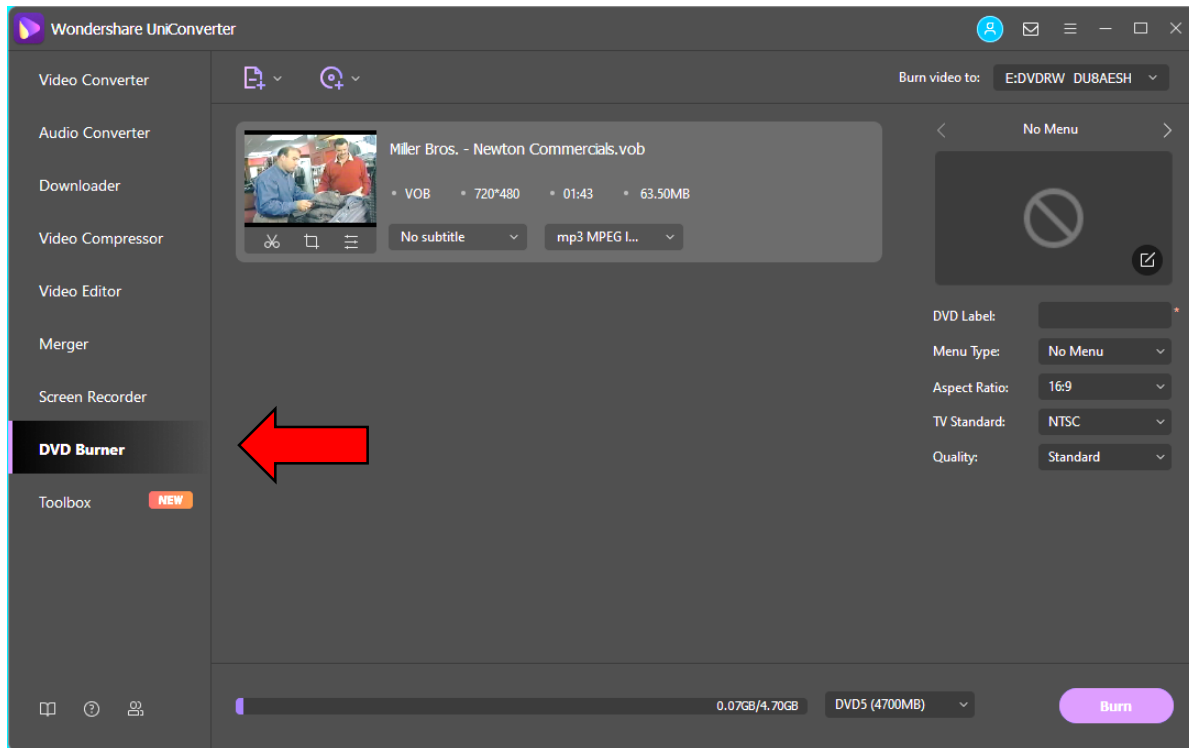 Wondershare UniConverter
Video Converter
Audio Converter
Downloader
Video Compressor
Video Editor
Merger
Screen Recorder
DVD Burner
Toolbox NEW
Burn video to: E:DVDRW DU8AESH
Miller Bros. - Newton Commercials.vob
VOB 720*480 01:43 63.50MB
No subtitle mp3 MPEG l...
No Menu
DVD Label: *
Menu Type: No Menu
Aspect Ratio: 16:9
TV Standard: NTSC
Quality: Standard
0.07GB/4.70GB DVD5 (4700MB) Burn